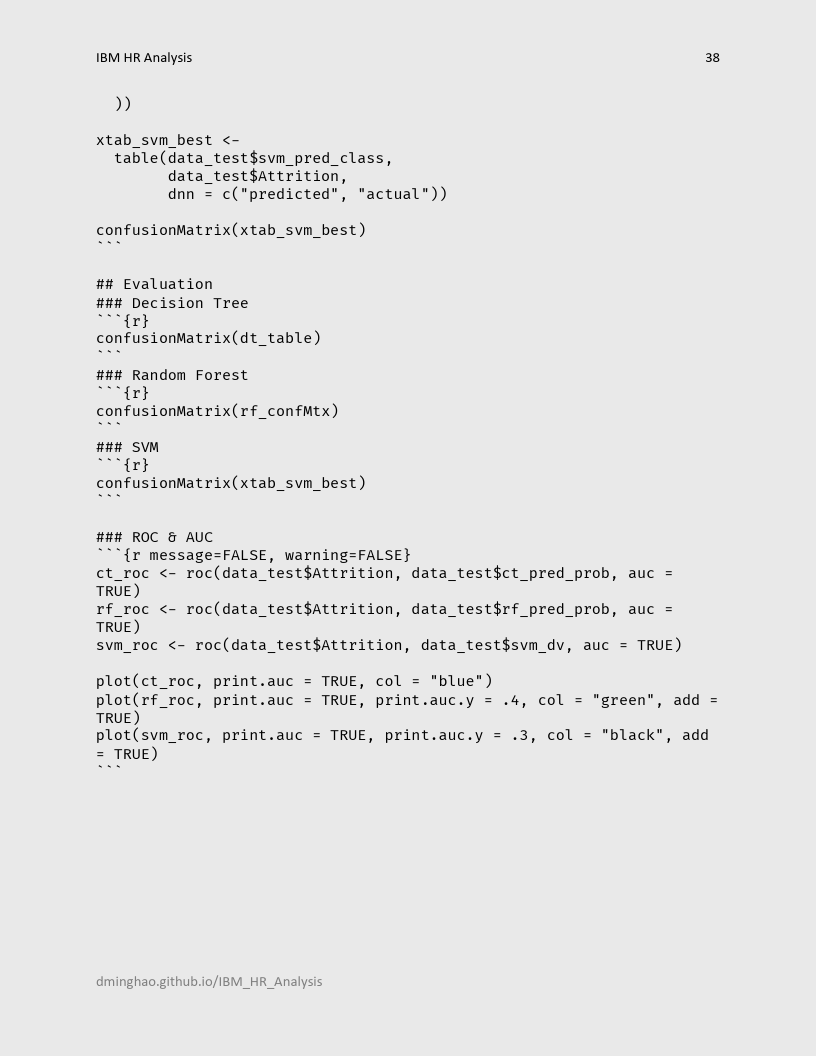 IBM HR Analysis 38
  ))
xtab_svm_best <-
  table(data_test$svm_pred_class,
        data_test$Attrition,
        dnn = c("predicted", "actual"))
confusionMatrix(xtab_svm_best)
```
## Evaluation
### Decision Tree
```{r}
confusionMatrix(dt_table)
```
### Random Forest
```{r}
confusionMatrix(rf_confMtx)
```
### SVM
```{r}
confusionMatrix(xtab_svm_best)
```
### ROC & AUC
```{r message=FALSE, warning=FALSE}
ct_roc <- roc(data_test$Attrition, data_test$ct_pred_prob, auc =
TRUE)
rf_roc <- roc(data_test$Attrition, data_test$rf_pred_prob, auc =
TRUE)
svm_roc <- roc(data_test$Attrition, data_test$svm_dv, auc = TRUE)
plot(ct_roc, print.auc = TRUE, col = "blue")
plot(rf_roc, print.auc = TRUE, print.auc.y = .4, col = "green", add =
TRUE)
plot(svm_roc, print.auc = TRUE, print.auc.y = .3, col = "black", add
= TRUE)
```
dminghao.github.io/IBM_HR_Analysis